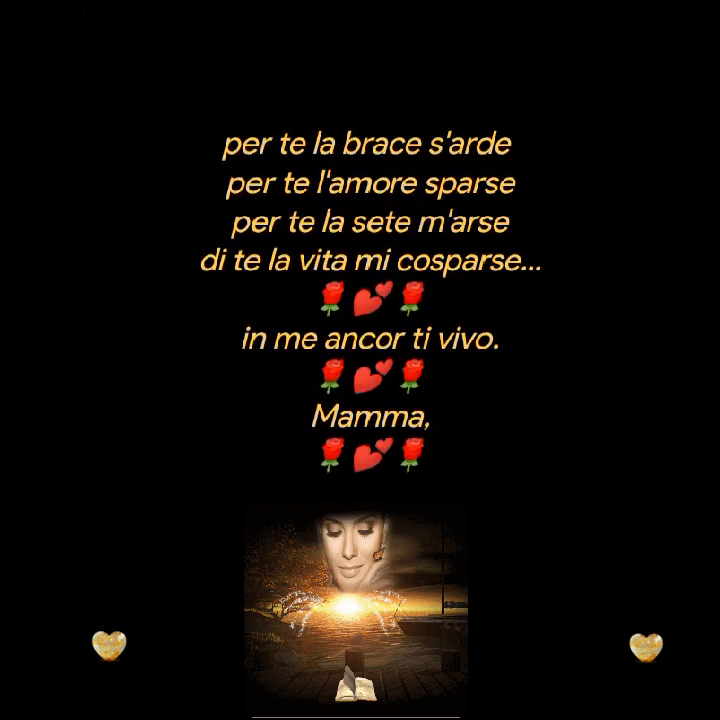 per te la brace s'arde
per te l'amore sparse
per te la sete m'arse
di te la vita mi cosparse...
🌹💕🌹
in me ancor ti vivo.
🌹💕🌹
Mamma,
🌹💕🌹